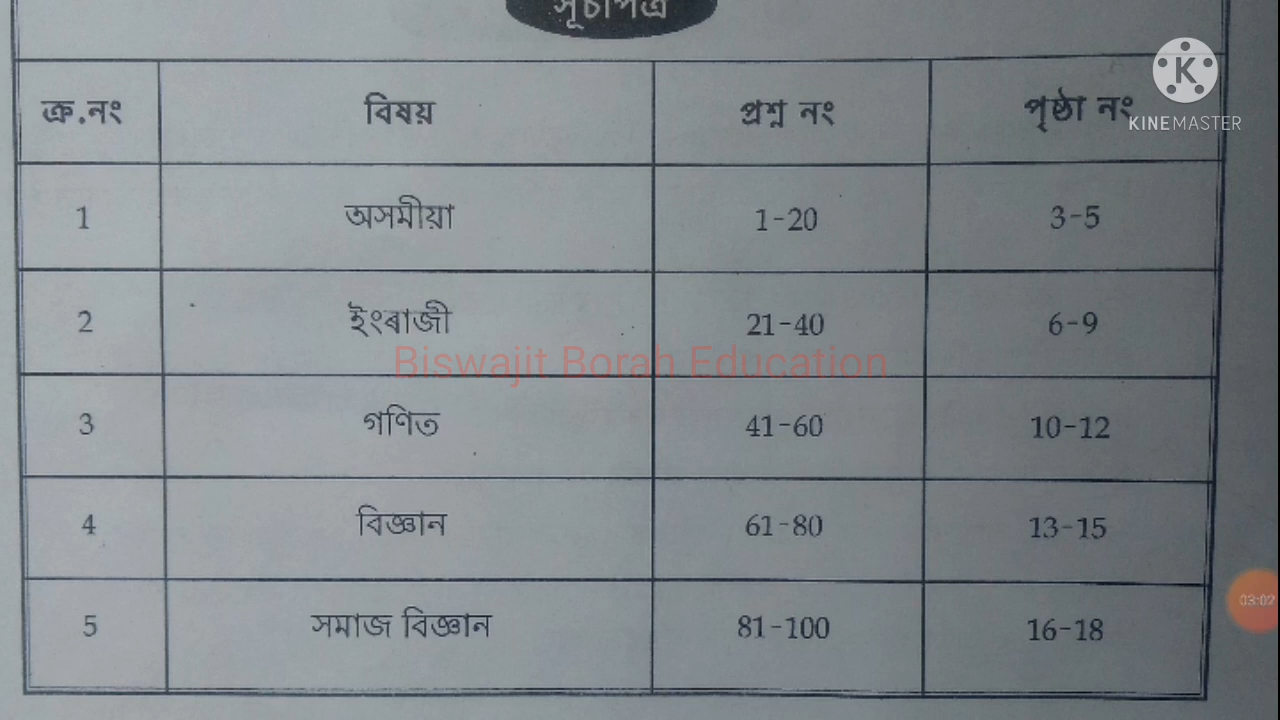 সূচীপত্ৰ
ক্ৰ.নং বিষয় প্ৰশ্ন নং পৃষ্ঠা নং
1 অসমীয়া 1-20 3-5
2 ইংৰাজী 21-40 6-9
3 গণিত 41-60 10-12
4 বিজ্ঞান 61-80 13-15
5 সমাজ বিজ্ঞান 81-100 16-18
KINEMASTER
Biswajit Borah Education
03:02